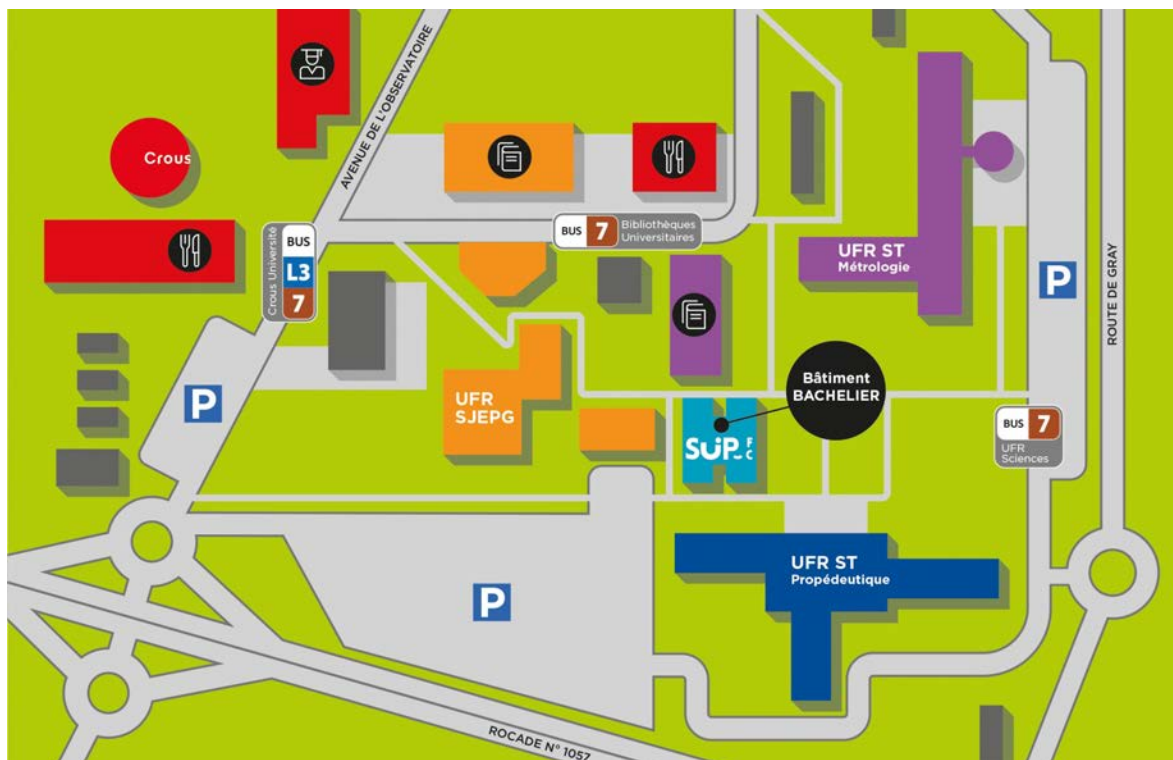 AVENUE DE L'OBSERVATOIRE
Crous
Crous Université
BUS
L3
7
BUS 7 Bibliothèques
Universitaires
UFR ST
Métrologie
P
ROUTE DE GRAY
Bâtiment
BACHELIER
P
UFR
SJEPG
SUP-FC
BUS 7
UFR
Sciences
UFR ST
Propédeutique
P
ROCADE N° 1057